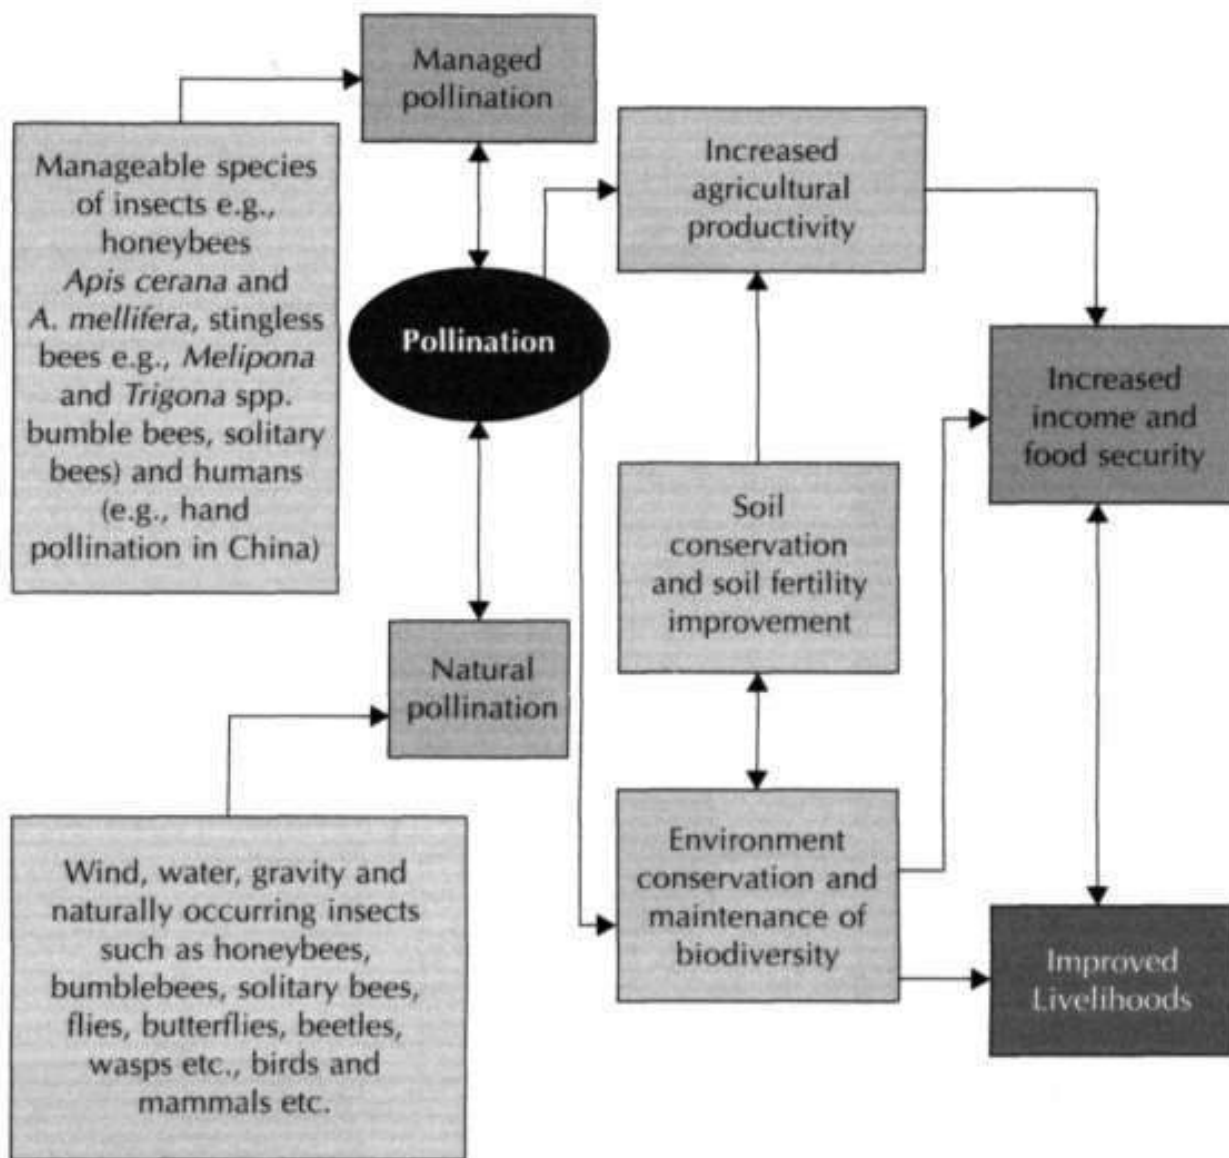 Managed
pollination
Manageable species
of insects e.g.,
honeybees
Apis cerana and
A. mellifera, stingless
bees e.g., Melipona
and Trigona spp.
bumble bees, solitary
bees) and humans
(e.g., hand
pollination in China)
Increased
agricultural
productivity
Pollination
Increased
income and
food security
Soil
conservation
and soil fertility
improvement
Natural
pollination
Wind, water, gravity and
naturally occurring insects
such as honeybees,
bumblebees, solitary bees,
flies, butterflies, beetles,
wasps etc., birds and
mammals etc.
Environment
conservation and
maintenance of
biodiversity
Improved
Livelihoods